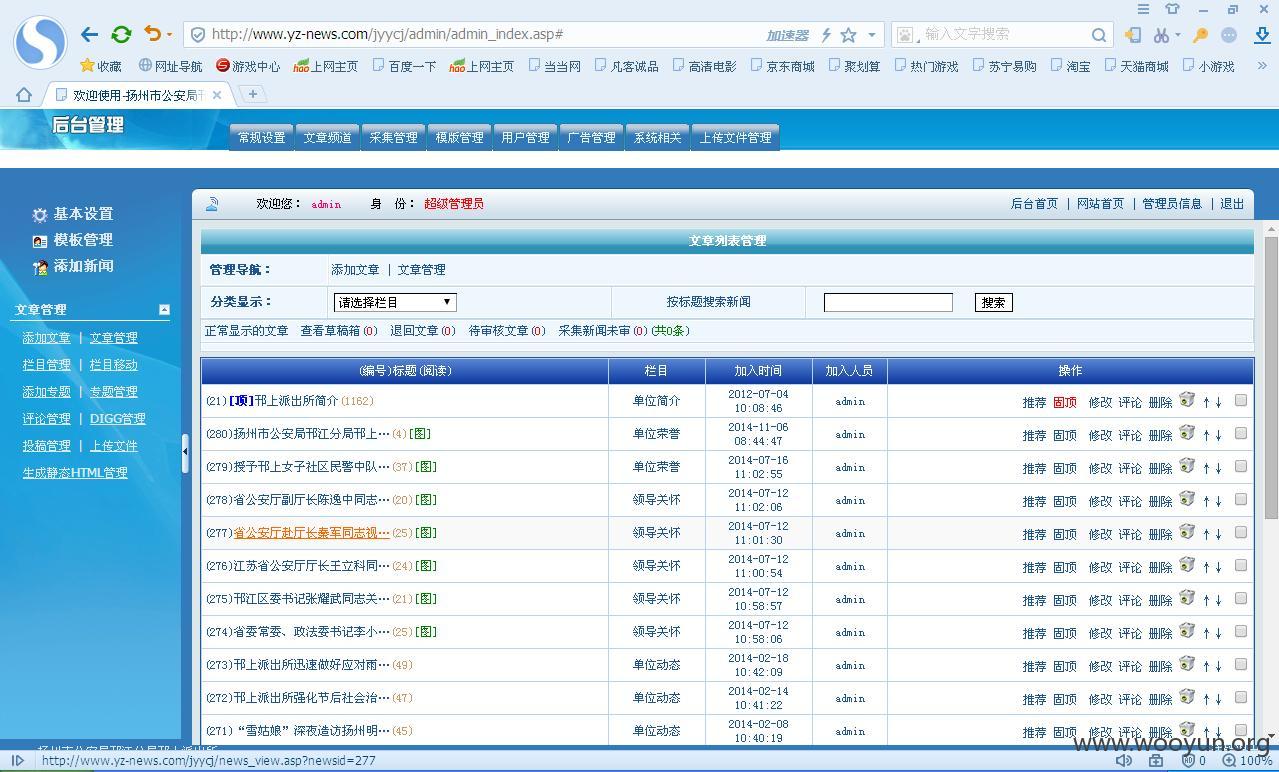 http://www.yz-news.com/jyycj/admin/admin_index.asp#
加速器
输入文字搜索
收藏 网址导航 游戏中心 上网主页 百度一下 上网主页 当当网 凡客诚品 高清电影 京东商城 聚划算 热门游戏 苏宁易购 淘宝 天猫商城 小游戏
欢迎使用-扬州市公安局
后台管理
常规设置 文章频道 采集管理 模版管理 用户管理 广告管理 系统相关 上传文件管理
欢迎您： admin 身 份： 超级管理员
后台首页 | 网站首页 | 管理员信息 | 退出
基本设置
模板管理
添加新闻
文章管理
添加文章 | 文章管理
栏目管理 | 栏目移动
添加专题 | 专题管理
评论管理 | DIGG管理
投稿管理 | 上传文件
生成静态HTML管理
文章列表管理
管理导航： 添加文章 | 文章管理
分类显示： 请选择栏目 按标题搜索新闻 搜索
正常显示的文章 查看草稿箱(0) 退回文章(0) 待审核文章(0) 采集新闻未审(0)(共0条)
(编号)标题(阅读) 栏目 加入时间 加入人员 操作
(21)[顶]邗上派出所简介(1162) 单位简介 2012-07-04 10:08:46 admin 推荐 固顶 修改 评论 删除 ↑ ↓
(280)扬州市公安局邗江分局邗上…(4)[图] 单位荣誉 2014-11-06 08:44:47 admin 推荐 固顶 修改 评论 删除 ↑ ↓
(279)授予邗上女子社区民警中队…(37)[图] 单位荣誉 2014-07-16 11:02:55 admin 推荐 固顶 修改 评论 删除 ↑ ↓
(278)省公安厅副厅长陈逸中同志…(20)[图] 领导关怀 2014-07-12 11:02:06 admin 推荐 固顶 修改 评论 删除 ↑ ↓
(277)省公安厅赴厅长秦军同志视…(25)[图] 领导关怀 2014-07-12 11:01:30 admin 推荐 固顶 修改 评论 删除 ↑ ↓
(276)江苏省公安厅厅长王立科同…(24)[图] 领导关怀 2014-07-12 11:00:54 admin 推荐 固顶 修改 评论 删除 ↑ ↓
(275)邗江区委书记张耀武同志关…(21)[图] 领导关怀 2014-07-12 10:58:57 admin 推荐 固顶 修改 评论 删除 ↑ ↓
(274)省委常委、政法委书记李小…(25)[图] 领导关怀 2014-07-12 10:58:06 admin 推荐 固顶 修改 评论 删除 ↑ ↓
(273)邗上派出所迅速做好应对雨…(49) 单位动态 2014-02-18 10:42:09 admin 推荐 固顶 修改 评论 删除 ↑ ↓
(272)邗上派出所强化节后社会治…(47) 单位动态 2014-02-14 10:41:22 admin 推荐 固顶 修改 评论 删除 ↑ ↓
(271)“雪姑娘”深夜造访扬州明…(45) 单位动态 2014-02-08 10:40:19 admin 推荐 固顶 修改 评论 删除 ↑ ↓
www.wooyun.org
http://www.yz-news.com/jyycj/news_view.asp?newsid=277
0 100%